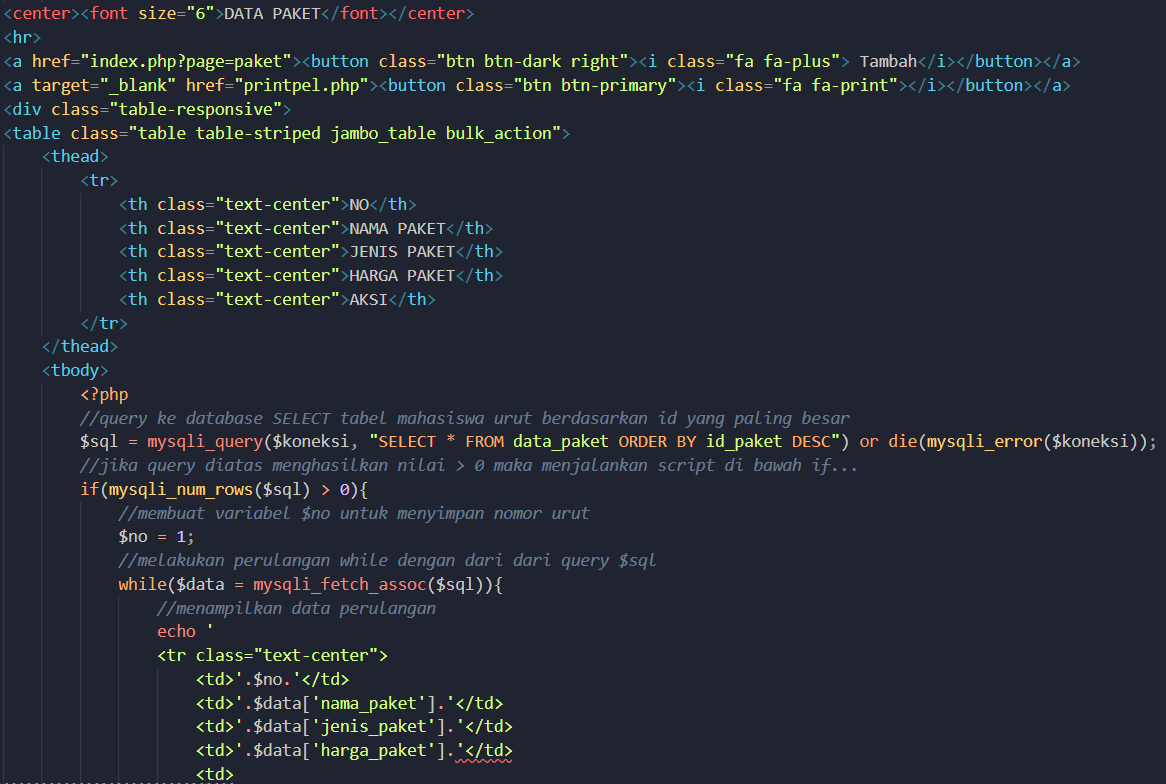 <center><font size="6">DATA PAKET</font></center>
<hr>
<a href="index.php?page=paket"><button class="btn btn-dark right"><i class="fa fa-plus"> Tambah</i></button></a>
<a target="_blank" href="printpel.php"><button class="btn btn-primary"><i class="fa fa-print"></i></button></a>
<div class="table-responsive">
<table class="table table-striped jambo_table bulk_action">
<thead>
<tr>
<th class="text-center">NO</th>
<th class="text-center">NAMA PAKET</th>
<th class="text-center">JENIS PAKET</th>
<th class="text-center">HARGA PAKET</th>
<th class="text-center">AKSI</th>
</tr>
</thead>
<tbody>
<?php
//query ke database SELECT tabel mahasiswa urut berdasarkan id yang paling besar
$sql = mysqli_query($koneksi, "SELECT * FROM data_paket ORDER BY id_paket DESC") or die(mysqli_error($koneksi));
//jika query diatas menghasilkan nilai > 0 maka menjalankan script di bawah if...
if(mysqli_num_rows($sql) > 0){
//membuat variabel $no untuk menyimpan nomor urut
$no = 1;
//melakukan perulangan while dengan dari dari query $sql
while($data = mysqli_fetch_assoc($sql)){
//menampilkan data perulangan
echo '
<tr class="text-center">
<td>'.$no.'</td>
<td>'.$data['nama_paket'].'</td>
<td>'.$data['jenis_paket'].'</td>
<td>'.$data['harga_paket'].'</td>
<td>